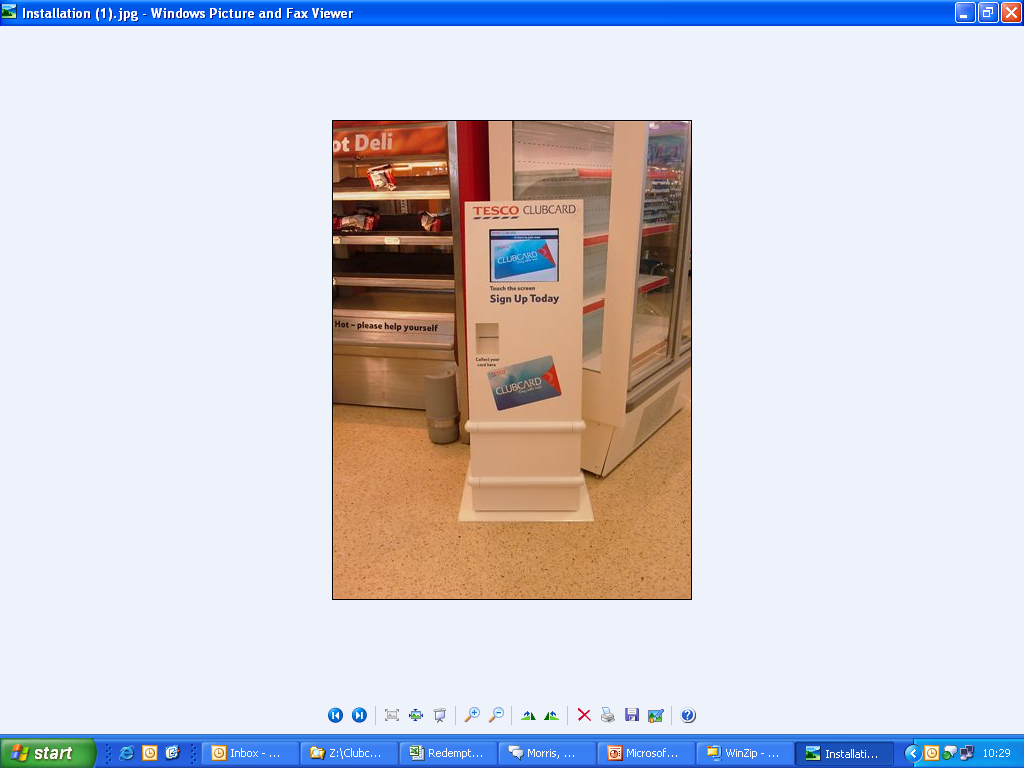 Installation (1).jpg - Windows Picture and Fax Viewer
ot Deli
TESCO CLUBCARD
CLUBCARD
Touch the screen
Sign Up Today
Hot – please help yourself
Collect your
card here
CLUBCARD
start
Inbox - ...
Z:\Clubc...
Redempt...
Morris, ...
Microsof...
WinZip - ...
Installati...
10:29